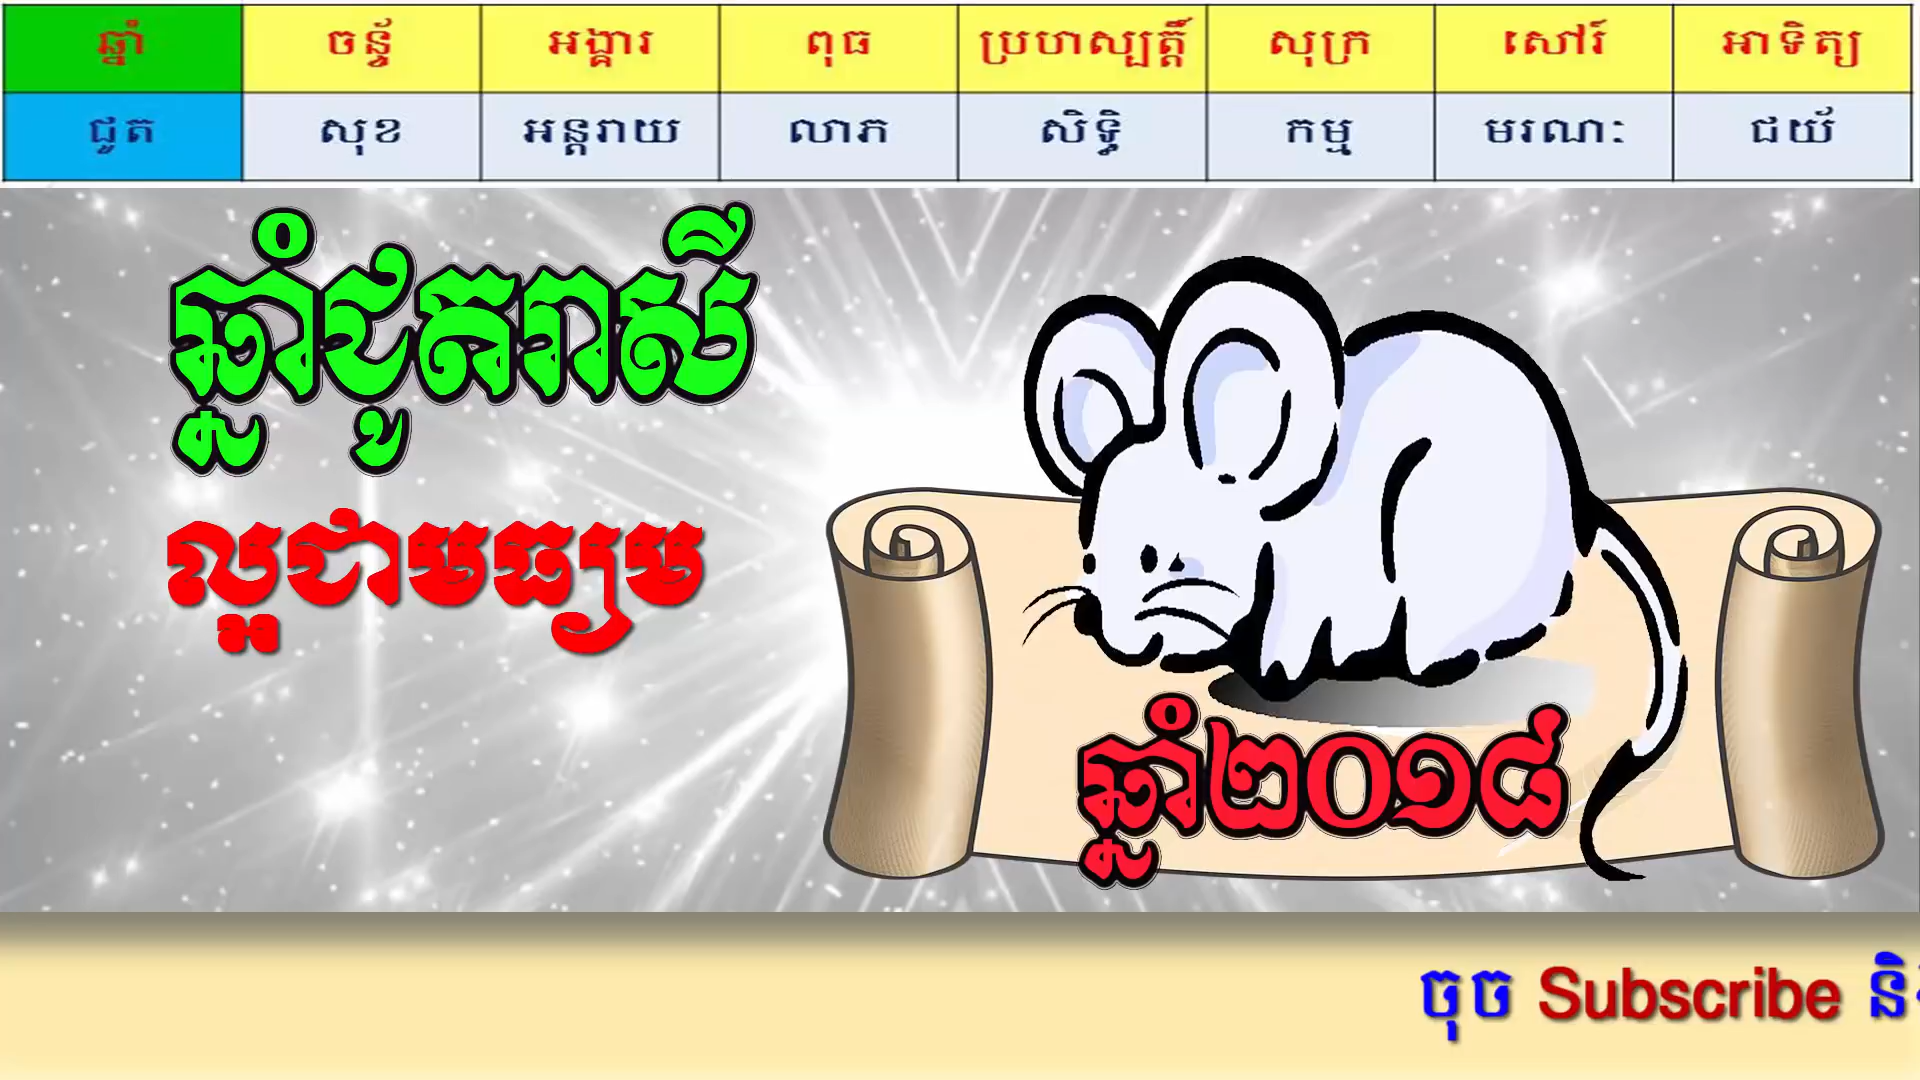 ឆ្នាំ ចន្ទ័ អង្គារ ពុធ ប្រហស្បត្តិ៍ សុក្រ សៅរ៍ អាទិត្យ
ជូត សុខ អន្តរាយ លាភ សិទ្ធិ កម្ម មរណៈ ជយ័
ឆ្នាំជូតរាសី
ល្អជាមធ្យម
ឆ្នាំ២០១៨
ចុច Subscribe